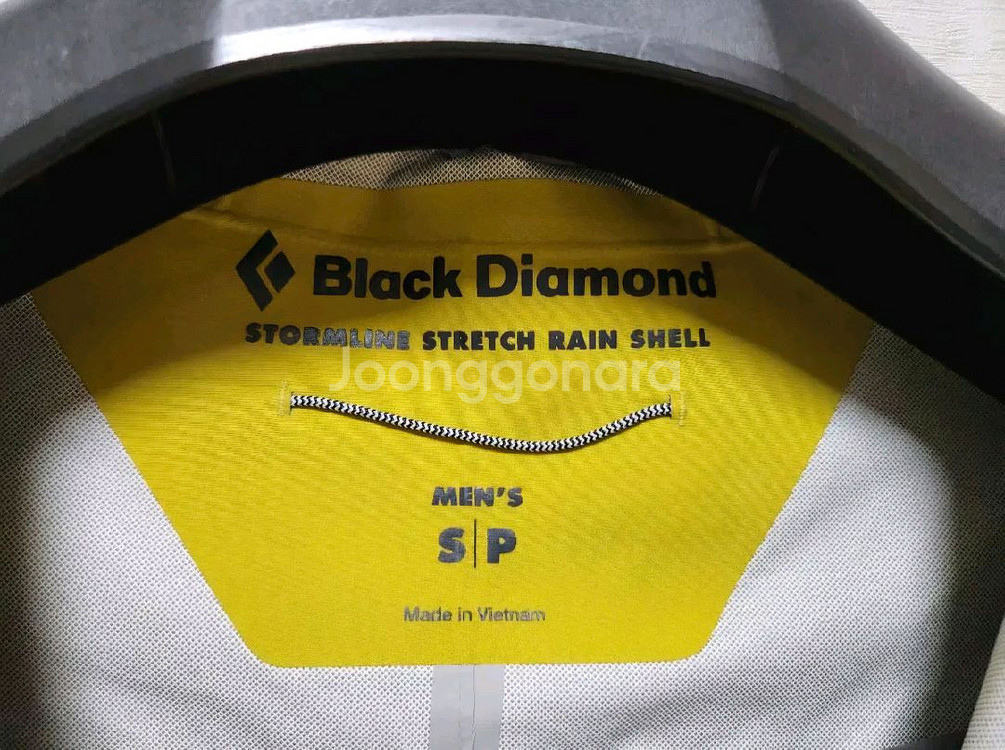 Black Diamond
STORMLINE STRETCH RAIN SHELL
Joonggonara
MEN'S
S|P
Made in Vietnam